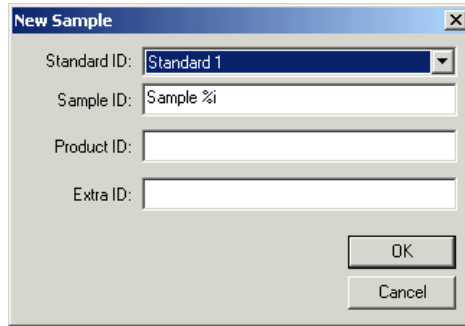 New Sample
Standard ID: Standard 1
Sample ID: Sample %i
Product ID:
Extra ID:
OK
Cancel